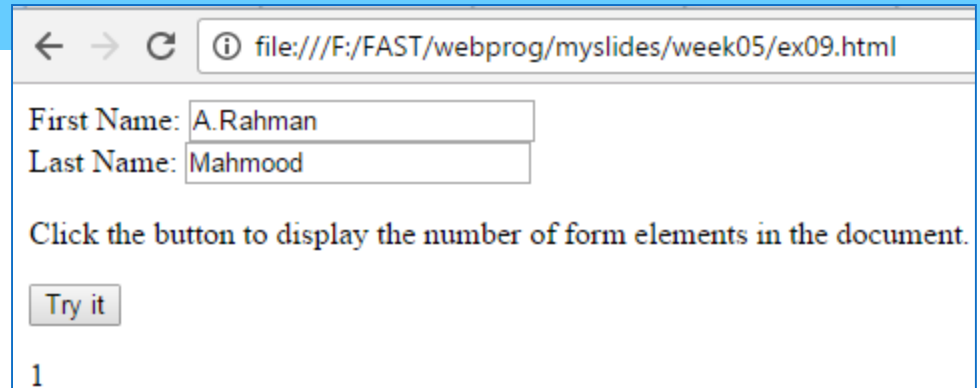 file:///F:/FAST/webprog/myslides/week05/ex09.html
First Name: A.Rahman
Last Name: Mahmood
Click the button to display the number of form elements in the document.
Try it
1